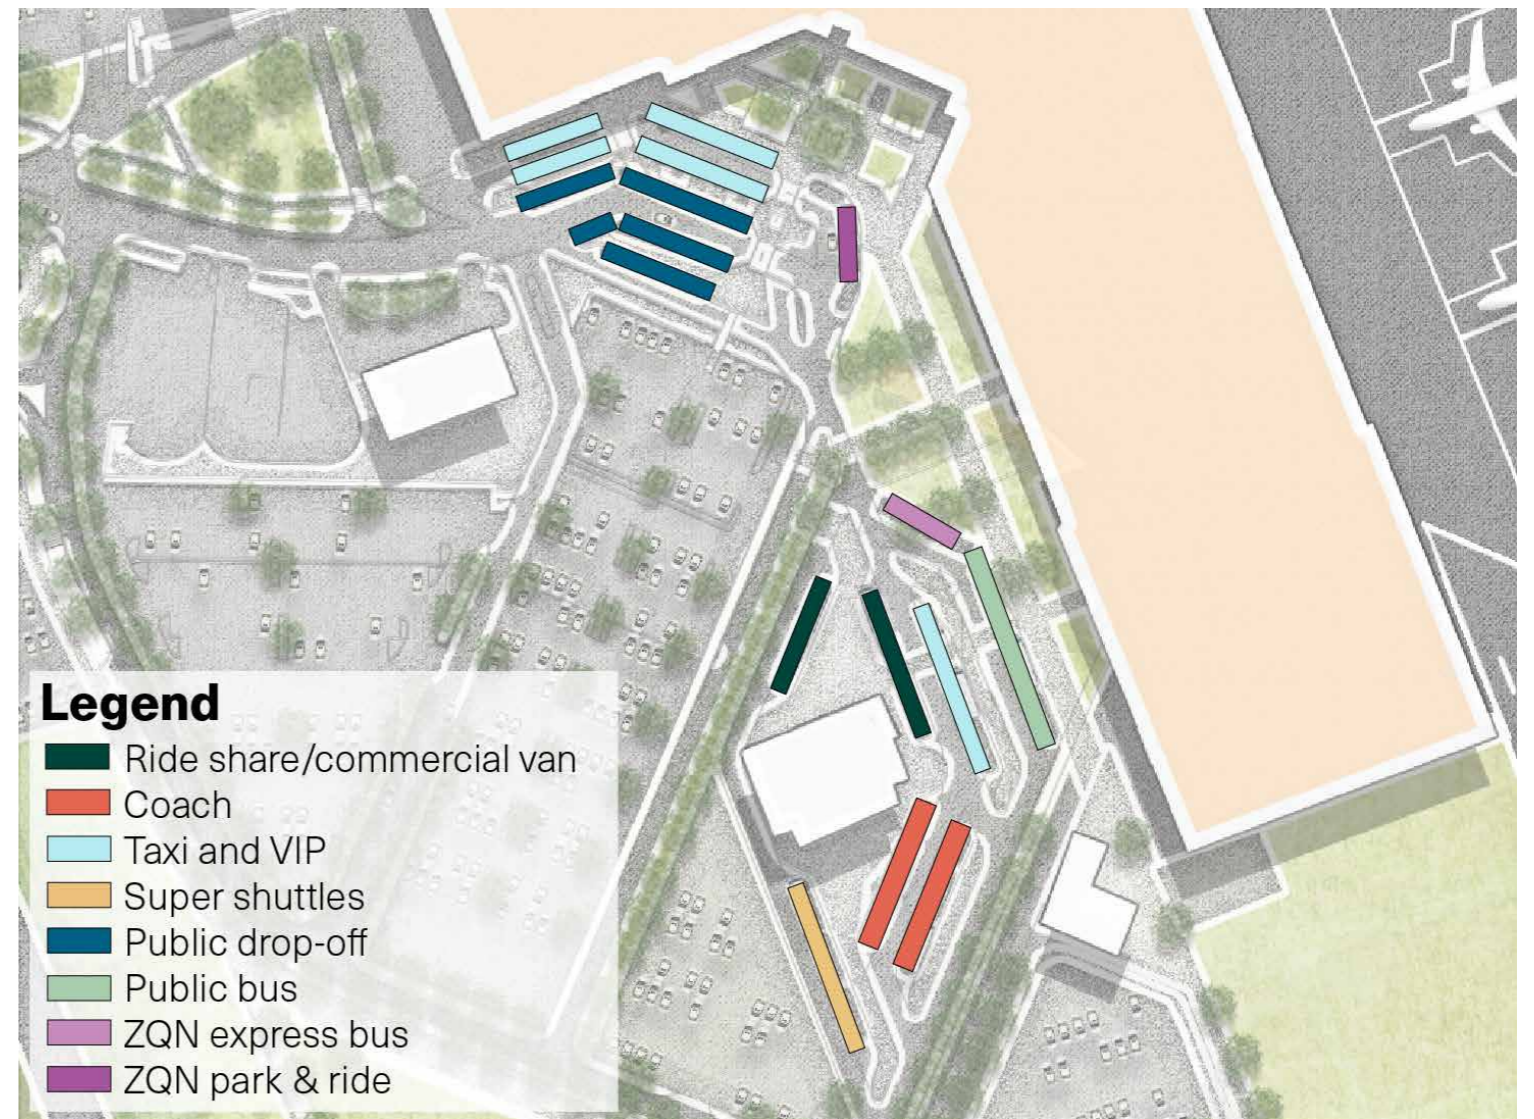 Legend
Ride share/commercial van
Coach
Taxi and VIP
Super shuttles
Public drop-off
Public bus
ZQN express bus
ZQN park & ride